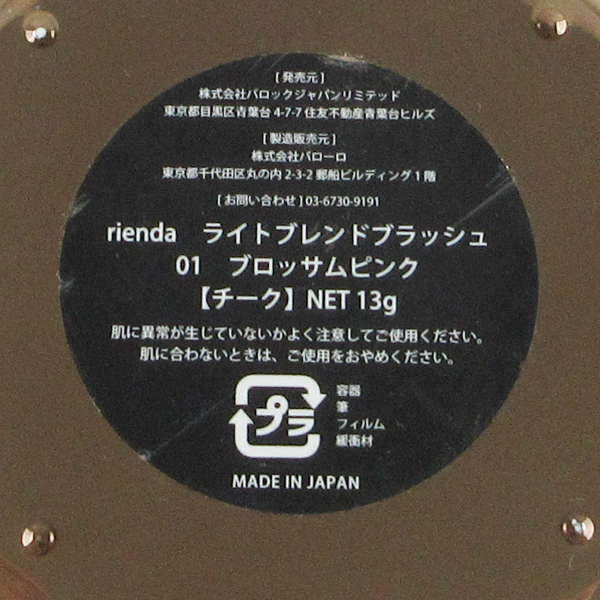 [ 発売元 ]
株式会社バロックジャパンリミテッド
東京都目黒区青葉台 4-7-7 住友不動産青葉台ヒルズ
[ 製造販売元 ]
株式会社バローロ
東京都千代田区丸の内 2-3-2 郵船ビルディング 1 階
[ お問い合わせ ] 03-6730-9191
rienda　ライトブレンドブラッシュ
01　ブロッサムピンク
【チーク】NET 13g
肌に異常が生じていないかよく注意してご使用ください。
肌に合わないときは、ご使用をおやめください。
プラ
容器
筆
フィルム
緩衝材
MADE IN JAPAN